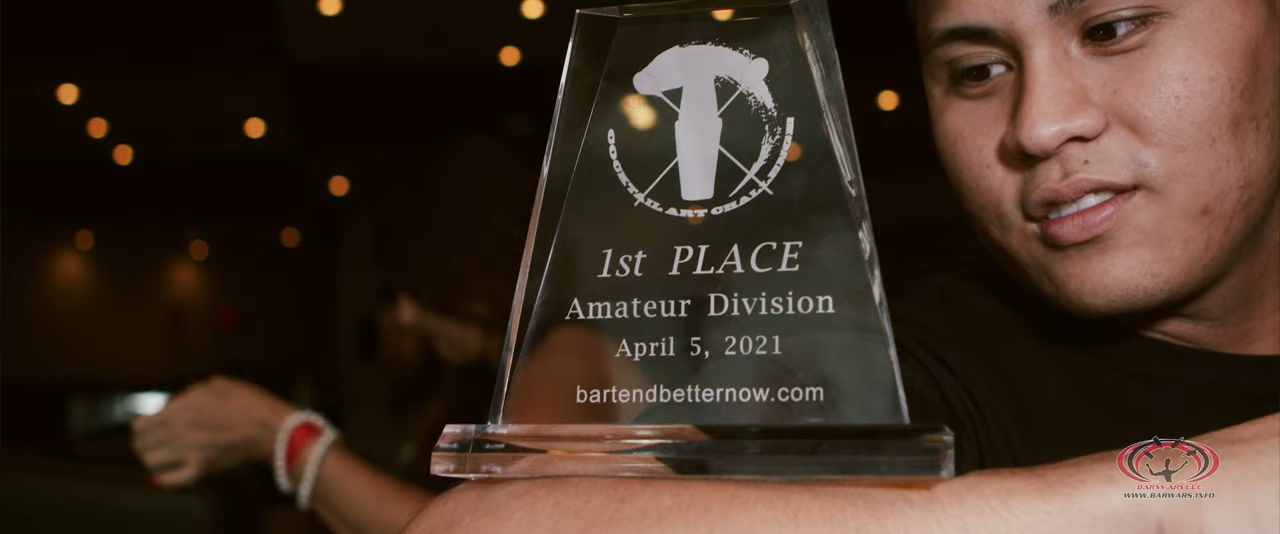 COCKTAIL ART CHALLENGE
1st PLACE
Amateur Division
April 5, 2021
bartendbetternow.com
BARWARS LLC
WWW.BARWARS.INFO